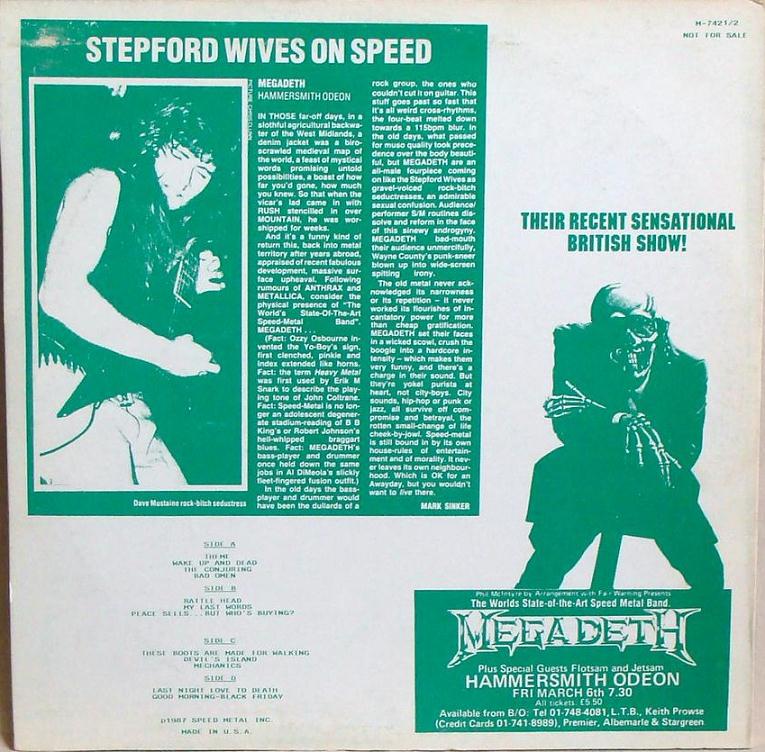 H-7421/2
NOT FOR SALE
STEPFORD WIVES ON SPEED
MEGADETH
HAMMERSMITH ODEON
IN THOSE far-off days, in a
slothful agricultural backwa-
ter of the West Midlands, a
denim jacket was a biro-
scrawled medieval map of
the world, a feast of mystical
words promising untold
possibilities, a boast of how
far you'd gone, how much
you knew. So that when the
vicar's lad came in with
RUSH stencilled in over
MOUNTAIN, he was wor-
shipped for weeks.
And it's a funny kind of
return this, back into metal
territory after years abroad,
appraised of recent fabulous
development, massive sur-
face upheaval. Following
rumours of ANTHRAX and
METALLICA, consider the
physical presence of "The
World's State-Of-The-Art
Speed-Metal Band".
MEGADETH . . .
(Fact: Ozzy Osbourne in-
vented the Yo-Boy's sign,
first clenched, pinkie and
index extended like horns.
Fact: the term Heavy Metal
was first used by Erik M
Snark to describe the play-
ing tone of John Coltrane.
Fact: Speed-Metal is no lon-
ger an adolescent degener-
ate stadium-reading of B B
King's or Robert Johnson's
hell-whipped braggart
blues. Fact: MEGADETH's
bass-player and drummer
once held down the same
jobs in Al DiMeola's slickly
fleet-fingered fusion outfit.)
In the old days the bass-
player and drummer would
have been the dullards of a
rock group, the ones who
couldn't cut it on guitar. This
stuff goes past so fast that
it's all weird cross-rhythms,
the four-beat melted down
towards a 115bpm blur. In
the old days, what passed
for muso quality took prece-
dence over the body beauti-
ful, but MEGADETH are an
all-male fourpiece coming
on like the Stepford Wives as
gravel-voiced rock-bitch
seductresses, an admirable
sexual confusion. Audience/
performer S/M routines dis-
solve and reform in the face
of this sinewy androgyny.
MEGADETH bad-mouth
their audience unmercifully,
Wayne County's punk-sneer
blown up into wide-screen
spitting irony.
The old metal never ack-
nowledged its narrowness
or its repetition – it never
worked its flourishes of in-
cantatory power for more
than cheap gratification.
MEGADETH set their faces
in a wicked scowl, crush the
boogie into a hardcore in-
tensity – which makes them
very funny, and there's a
charge in their sound. But
they're yokel purists at
heart, not city-boys. City
sounds, hip-hop or punk or
jazz, all survive off com-
promise and betrayal, the
rotten small-change of life
cheek-by-jowl. Speed-metal
is still bound in by its own
house-rules of entertain-
ment and of morality. It nev-
er leaves its own neighbour-
hood. Which is OK for an
Awayday, but you wouldn't
want to live there.
MARK SINKER
Dave Mustaine rock-bitch seductress
THEIR RECENT SENSATIONAL
BRITISH SHOW!
SIDE A
THEME
WAKE UP AND DEAD
THE CONJURING
BAD OMEN
SIDE B
RATTLE HEAD
MY LAST WORDS
PEACE SELLS...BUT WHO'S BUYING?
SIDE C
THESE BOOTS ARE MADE FOR WALKING
DEVIL'S ISLAND
MECHANICS
SIDE D
LAST NIGHT LOVE TO DEATH
GOOD MORNING-BLACK FRIDAY
p1987 SPEED METAL INC.
MADE IN U.S.A.
Phil McIntyre by Arrangement with Fair Warning Presents
The Worlds State-of-the-Art Speed Metal Band.
MEGADETH
Plus Special Guests Flotsam and Jetsam
HAMMERSMITH ODEON
FRI MARCH 6th 7.30
All tickets: £5.50
Available from B/O: Tel 01-748-4081, L.T.B., Keith Prowse
(Credit Cards 01-741-8989), Premier, Albemarle & Stargreen